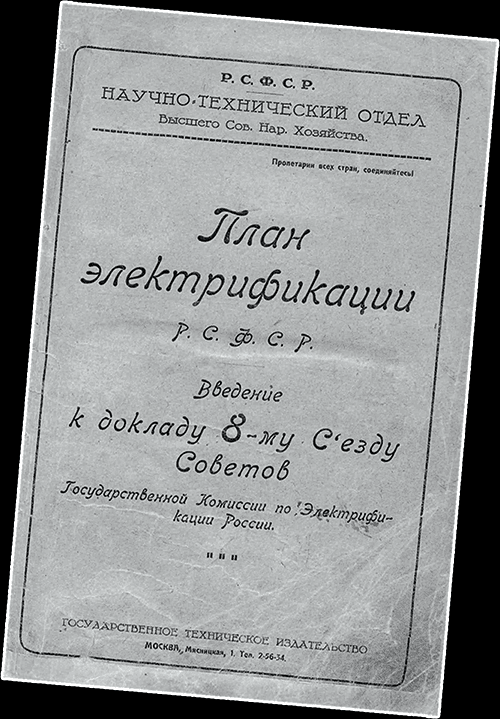 Р. С. Ф. С. Р.
НАУЧНО-ТЕХНИЧЕСКИЙ ОТДЕЛ
Высшего Сов. Нар. Хозяйства.
Пролетарии всех стран, соединяйтесь!
План
электрификации
Р. С. Ф. С. Р.
Введение
к докладу 8-му С'езду
Советов
Государственной Комиссии по Электрифи-
кации России.
ГОСУДАРСТВЕННОЕ ТЕХНИЧЕСКОЕ ИЗДАТЕЛЬСТВО
МОСКВА, Мясницкая, 1. Тел. 2-56-34.